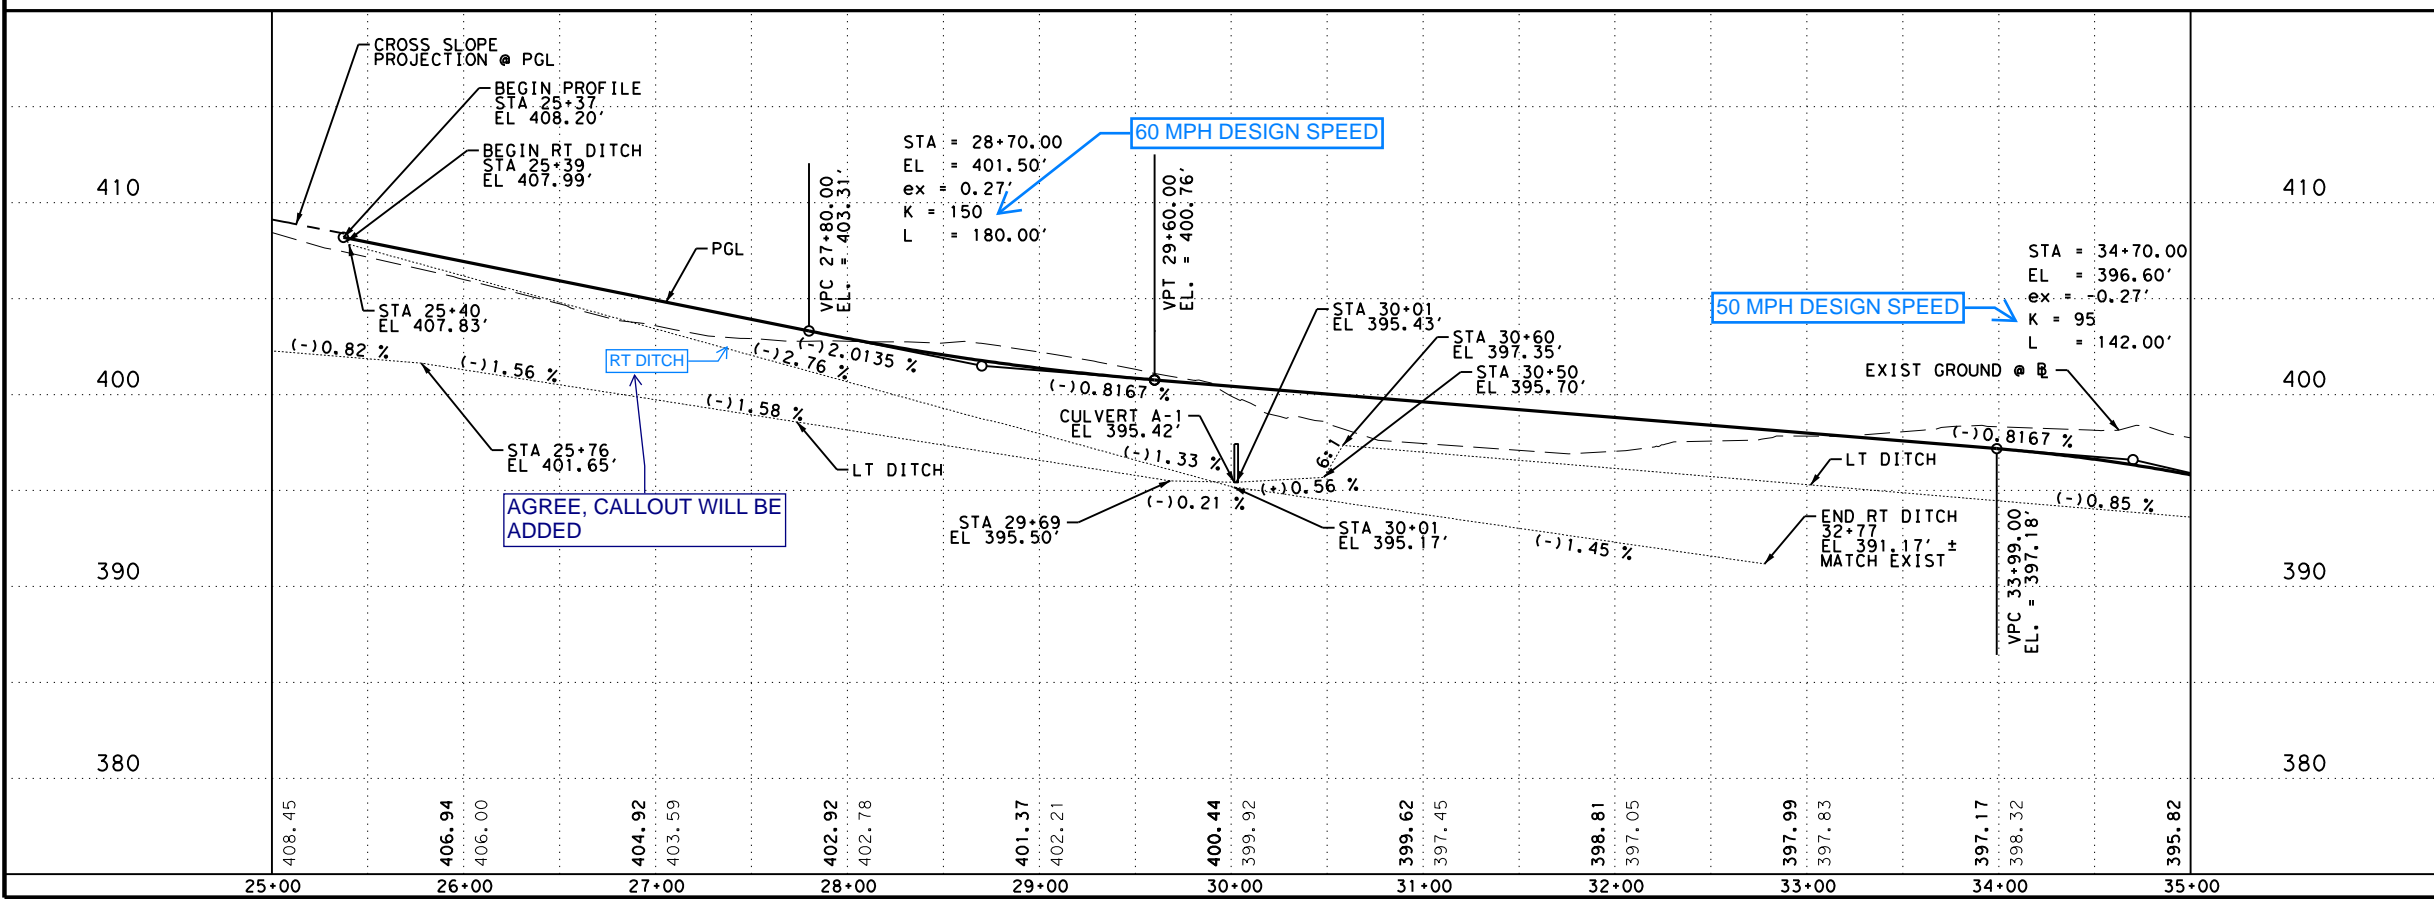 CROSS SLOPE
PROJECTION @ PGL
BEGIN PROFILE
STA 25+37
EL 408.20'
BEGIN RT DITCH
STA 25+39
EL 407.99'
STA 25+40
EL 407.83'
(-)0.82 %
(-)1.56 %
STA 25+76
EL 401.65'
RT DITCH
AGREE, CALLOUT WILL BE
ADDED
PGL
(-)1.58 %
(-)2.76 %
(-)2.0135 %
LT DITCH
VPC 27+80.00
EL. = 403.31'
STA = 28+70.00
EL = 401.50'
ex = 0.27'
K = 150
L = 180.00'
60 MPH DESIGN SPEED
VPT 29+60.00
EL. = 400.76'
(-)0.8167 %
CULVERT A-1
EL 395.42'
(-)1.33 %
(-)0.21 %
STA 29+69
EL 395.50'
STA 30+01
EL 395.43'
STA 30+60
EL 397.35'
STA 30+50
EL 395.70'
6:1
(+)0.56 %
STA 30+01
EL 395.17'
(-)1.45 %
50 MPH DESIGN SPEED
STA = 34+70.00
EL = 396.60'
ex = -0.27'
K = 95
L = 142.00'
EXIST GROUND @ BL
(-)0.8167 %
LT DITCH
(-)0.85 %
END RT DITCH
32+77
EL 391.17' ±
MATCH EXIST
VPC 33+99.00
EL. = 397.18'
410 410
400 400
390 390
380 380
408.45
406.94 406.00
404.92 403.59
402.92 402.78
401.37 402.21
400.44 399.92
399.62 397.45
398.81 397.05
397.99 397.83
397.17 398.32
395.82
25+00 26+00 27+00 28+00 29+00 30+00 31+00 32+00 33+00 34+00 35+00